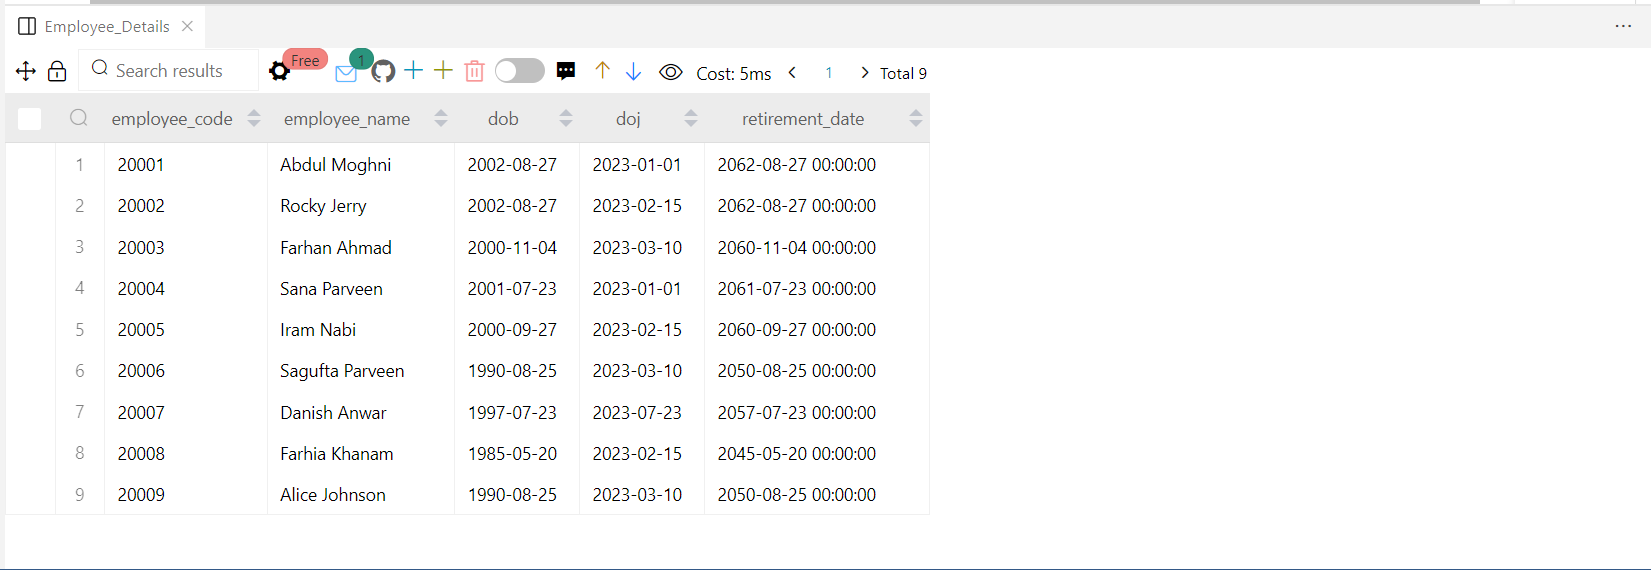 Employee_Details
Search results Free 1 Cost: 5ms 1 Total 9
employee_code employee_name dob doj retirement_date
1 20001 Abdul Moghni 2002-08-27 2023-01-01 2062-08-27 00:00:00
2 20002 Rocky Jerry 2002-08-27 2023-02-15 2062-08-27 00:00:00
3 20003 Farhan Ahmad 2000-11-04 2023-03-10 2060-11-04 00:00:00
4 20004 Sana Parveen 2001-07-23 2023-01-01 2061-07-23 00:00:00
5 20005 Iram Nabi 2000-09-27 2023-02-15 2060-09-27 00:00:00
6 20006 Sagufta Parveen 1990-08-25 2023-03-10 2050-08-25 00:00:00
7 20007 Danish Anwar 1997-07-23 2023-07-23 2057-07-23 00:00:00
8 20008 Farhia Khanam 1985-05-20 2023-02-15 2045-05-20 00:00:00
9 20009 Alice Johnson 1990-08-25 2023-03-10 2050-08-25 00:00:00